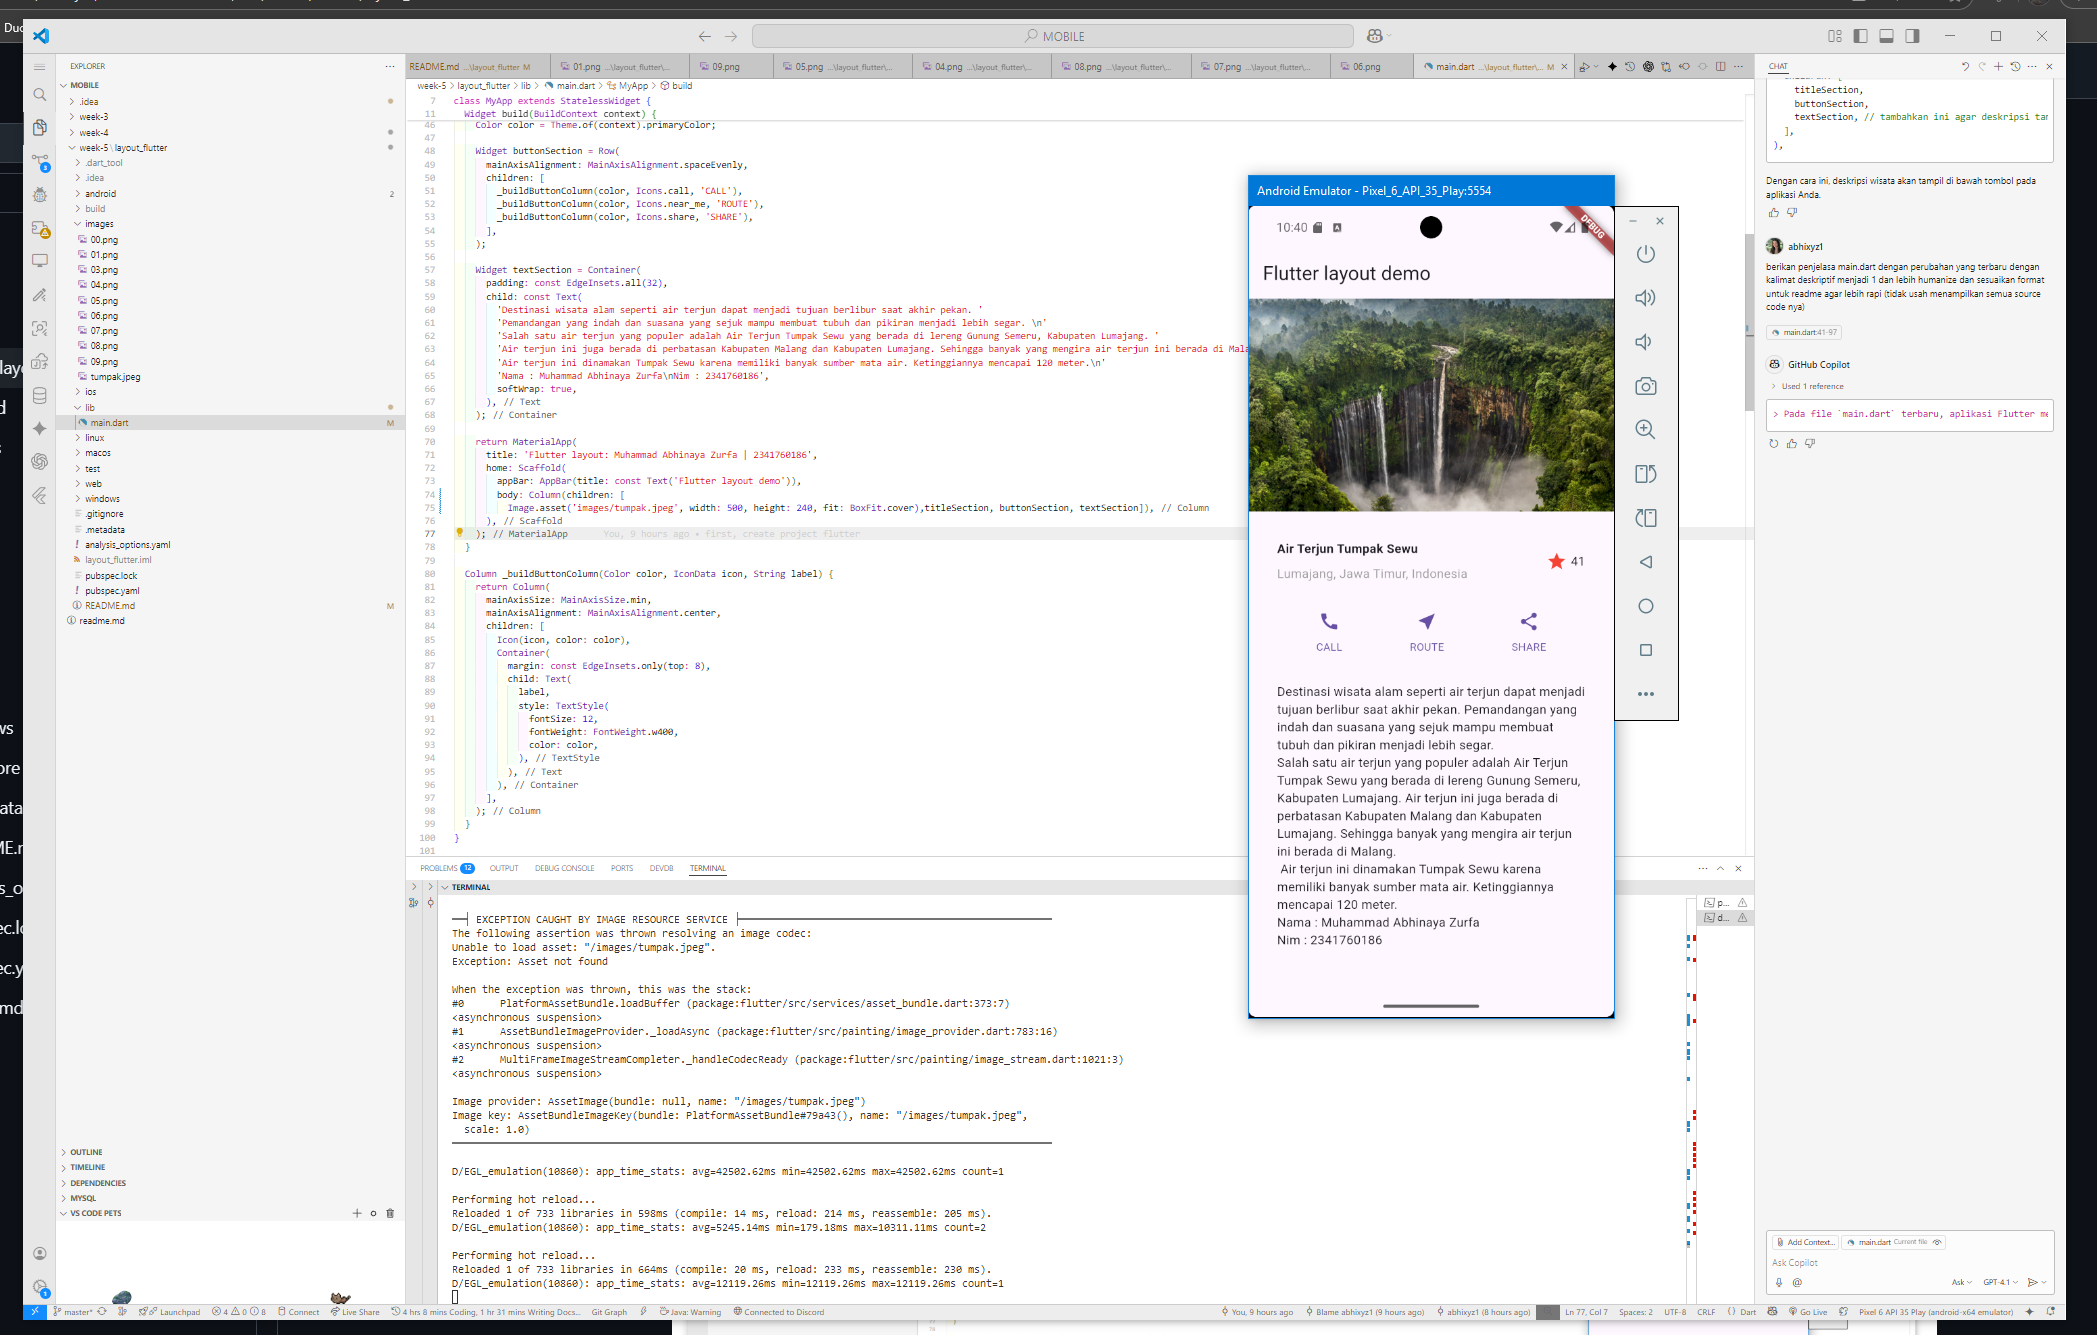 Duc
MOBILE
EXPLORER
MOBILE
.idea
week-3
week-4
week-5 \ layout_flutter
.dart_tool
.idea
android 2
build
images
00.png
01.png
03.png
04.png
05.png
06.png
07.png
08.png
09.png
tumpak.jpeg
ios
lib
main.dart M
linux
macos
test
web
windows
.gitignore
.metadata
analysis_options.yaml
layout_flutter.iml
pubspec.lock
pubspec.yaml
README.md M
readme.md
OUTLINE
TIMELINE
DEPENDENCIES
MYSQL
VS CODE PETS
README.md ...\layout_flutter M
01.png ...\layout_flutter\...
09.png
05.png ...\layout_flutter\...
04.png ...\layout_flutter\...
08.png ...\layout_flutter\...
07.png ...\layout_flutter\...
06.png
main.dart ...\layout_flutter\... M
week-5 > layout_flutter > lib > main.dart > MyApp > build
7 class MyApp extends StatelessWidget {
11 Widget build(BuildContext context) {
46 Color color = Theme.of(context).primaryColor;
47
48 Widget buttonSection = Row(
49 mainAxisAlignment: MainAxisAlignment.spaceEvenly,
50 children: [
51 _buildButtonColumn(color, Icons.call, 'CALL'),
52 _buildButtonColumn(color, Icons.near_me, 'ROUTE'),
53 _buildButtonColumn(color, Icons.share, 'SHARE'),
54 ],
55 );
56
57 Widget textSection = Container(
58 padding: const EdgeInsets.all(32),
59 child: const Text(
60 'Destinasi wisata alam seperti air terjun dapat menjadi tujuan berlibur saat akhir pekan. '
61 'Pemandangan yang indah dan suasana yang sejuk mampu membuat tubuh dan pikiran menjadi lebih segar. \n'
62 'Salah satu air terjun yang populer adalah Air Terjun Tumpak Sewu yang berada di lereng Gunung Semeru, Kabupaten Lumajang. '
63 'Air terjun ini juga berada di perbatasan Kabupaten Malang dan Kabupaten Lumajang. Sehingga banyak yang mengira air terjun ini berada di Mala
64 'Air terjun ini dinamakan Tumpak Sewu karena memiliki banyak sumber mata air. Ketinggiannya mencapai 120 meter.\n'
65 'Nama : Muhammad Abhinaya Zurfa\nNim : 2341760186',
66 softWrap: true,
67 ), // Text
68 ); // Container
69
70 return MaterialApp(
71 title: 'Flutter layout: Muhammad Abhinaya Zurfa | 2341760186',
72 home: Scaffold(
73 appBar: AppBar(title: const Text('Flutter layout demo')),
74 body: Column(children: [
75 Image.asset('images/tumpak.jpeg', width: 500, height: 240, fit: BoxFit.cover),titleSection, buttonSection, textSection]), // Column
76 ), // Scaffold
77 ); // MaterialApp You, 9 hours ago • first, create project flutter
78 }
79
80 Column _buildButtonColumn(Color color, IconData icon, String label) {
81 return Column(
82 mainAxisSize: MainAxisSize.min,
83 mainAxisAlignment: MainAxisAlignment.center,
84 children: [
85 Icon(icon, color: color),
86 Container(
87 margin: const EdgeInsets.only(top: 8),
88 child: Text(
89 label,
90 style: TextStyle(
91 fontSize: 12,
92 fontWeight: FontWeight.w400,
93 color: color,
94 ), // TextStyle
95 ), // Text
96 ), // Container
97 ],
98 ); // Column
99 }
100 }
101
PROBLEMS 12 OUTPUT DEBUG CONSOLE PORTS DEVDB TERMINAL
TERMINAL
EXCEPTION CAUGHT BY IMAGE RESOURCE SERVICE
The following assertion was thrown resolving an image codec:
Unable to load asset: "/images/tumpak.jpeg".
Exception: Asset not found
When the exception was thrown, this was the stack:
#0 PlatformAssetBundle.loadBuffer (package:flutter/src/services/asset_bundle.dart:373:7)
<asynchronous suspension>
#1 AssetBundleImageProvider._loadAsync (package:flutter/src/painting/image_provider.dart:783:16)
<asynchronous suspension>
#2 MultiFrameImageStreamCompleter._handleCodecReady (package:flutter/src/painting/image_stream.dart:1021:3)
<asynchronous suspension>
Image provider: AssetImage(bundle: null, name: "/images/tumpak.jpeg")
Image key: AssetBundleImageKey(bundle: PlatformAssetBundle#79a43(), name: "/images/tumpak.jpeg",
scale: 1.0)
D/EGL_emulation(10860): app_time_stats: avg=42502.62ms min=42502.62ms max=42502.62ms count=1
Performing hot reload...
Reloaded 1 of 733 libraries in 598ms (compile: 14 ms, reload: 214 ms, reassemble: 205 ms).
D/EGL_emulation(10860): app_time_stats: avg=5245.14ms min=179.18ms max=10311.11ms count=2
Performing hot reload...
Reloaded 1 of 733 libraries in 664ms (compile: 20 ms, reload: 233 ms, reassemble: 230 ms).
D/EGL_emulation(10860): app_time_stats: avg=12119.26ms min=12119.26ms max=12119.26ms count=1
p...
d...
Android Emulator - Pixel_6_API_35_Play:5554
10:40
DEBUG
Flutter layout demo
Air Terjun Tumpak Sewu
Lumajang, Jawa Timur, Indonesia
41
CALL ROUTE SHARE
Destinasi wisata alam seperti air terjun dapat menjadi
tujuan berlibur saat akhir pekan. Pemandangan yang
indah dan suasana yang sejuk mampu membuat
tubuh dan pikiran menjadi lebih segar.
Salah satu air terjun yang populer adalah Air Terjun
Tumpak Sewu yang berada di lereng Gunung Semeru,
Kabupaten Lumajang. Air terjun ini juga berada di
perbatasan Kabupaten Malang dan Kabupaten
Lumajang. Sehingga banyak yang mengira air terjun
ini berada di Malang.
Air terjun ini dinamakan Tumpak Sewu karena
memiliki banyak sumber mata air. Ketinggiannya
mencapai 120 meter.
Nama : Muhammad Abhinaya Zurfa
Nim : 2341760186
CHAT
titleSection,
buttonSection,
textSection, // tambahkan ini agar deskripsi tam
],
),
Dengan cara ini, deskripsi wisata akan tampil di bawah tombol pada
aplikasi Anda.
abhixyz1
berikan penjelasa main.dart dengan perubahan yang terbaru dengan
kalimat deskriptif menjadi 1 dan lebih humanize dan sesuaikan format
untuk readme agar lebih rapi (tidak usah menampilkan semua source
code nya)
main.dart:41-97
GitHub Copilot
Used 1 reference
> Pada file `main.dart` terbaru, aplikasi Flutter me
Add Context... main.dart Current file
Ask Copilot
Ask GPT-4.1
master* Launchpad 4 0 8 Connect Live Share 4 hrs 8 mins Coding, 1 hr 31 mins Writing Docs... Git Graph Java: Warning Connected to Discord
You, 9 hours ago Blame abhixyz1 (9 hours ago) abhixyz1 (8 hours ago) Ln 77, Col 7 Spaces: 2 UTF-8 CRLF Dart Go Live Pixel 6 API 35 Play (android-x64 emulator)